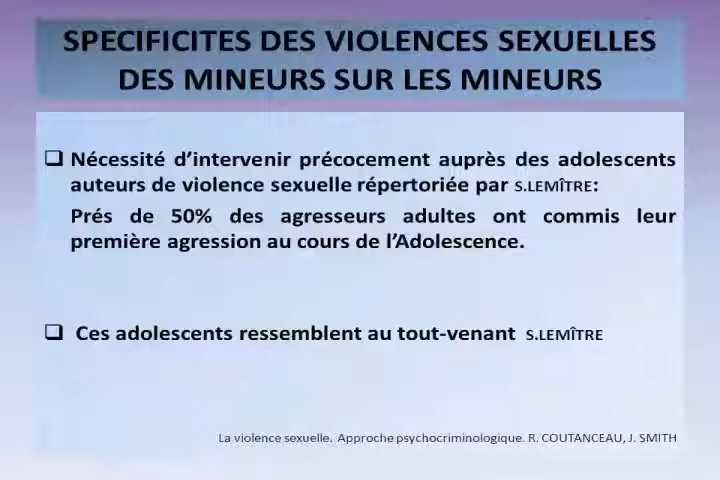 SPECIFICITES DES VIOLENCES SEXUELLES
DES MINEURS SUR LES MINEURS
❑ Nécessité d'intervenir précocement auprès des adolescents
auteurs de violence sexuelle répertoriée par S.LEMÎTRE:
Prés de 50% des agresseurs adultes ont commis leur
première agression au cours de l'Adolescence.
❑ Ces adolescents ressemblent au tout-venant S.LEMÎTRE
La violence sexuelle. Approche psychocriminologique. R. COUTANCEAU, J. SMITH